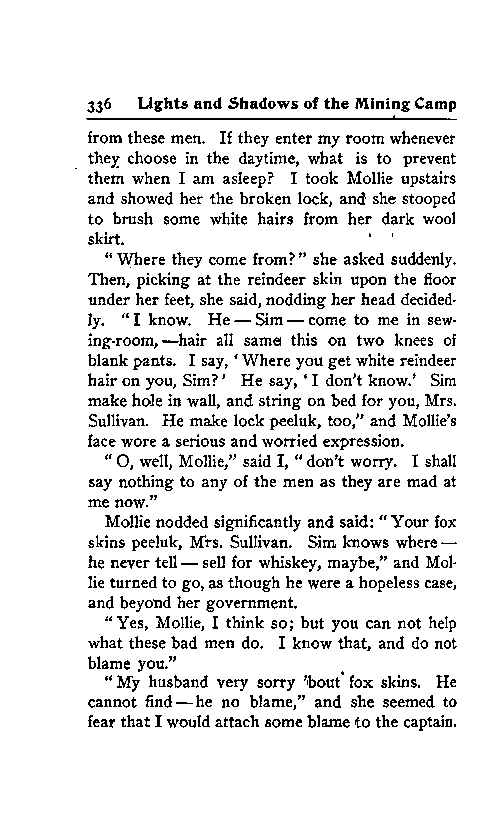 336 Lights and Shadows of the Mining Camp
from these men. If they enter my room whenever
they choose in the daytime, what is to prevent
them when I am asleep? I took Mollie upstairs
and showed her the broken lock, and she stooped
to brush some white hairs from her dark wool
skirt.
" Where they come from? " she asked suddenly.
Then, picking at the reindeer skin upon the floor
under her feet, she said, nodding her head decided-
ly. " I know. He — Sim — come to me in sew-
ing-room, — hair all same this on two knees of
blank pants. I say, ' Where you get white reindeer
hair on you, Sim? ' He say, ' I don't know.' Sim
make hole in wall, and string on bed for you, Mrs.
Sullivan. He make lock peeluk, too," and Mollie's
face wore a serious and worried expression.
" O, well, Mollie," said I, " don't worry. I shall
say nothing to any of the men as they are mad at
me now."
Mollie nodded significantly and said: " Your fox
skins peeluk, Mrs. Sullivan. Sim knows where —
he never tell — sell for whiskey, maybe," and Mol-
lie turned to go, as though he were a hopeless case,
and beyond her government.
" Yes, Mollie, I think so; but you can not help
what these bad men do. I know that, and do not
blame you."
" My husband very sorry 'bout fox skins. He
cannot find — he no blame," and she seemed to
fear that I would attach some blame to the captain.